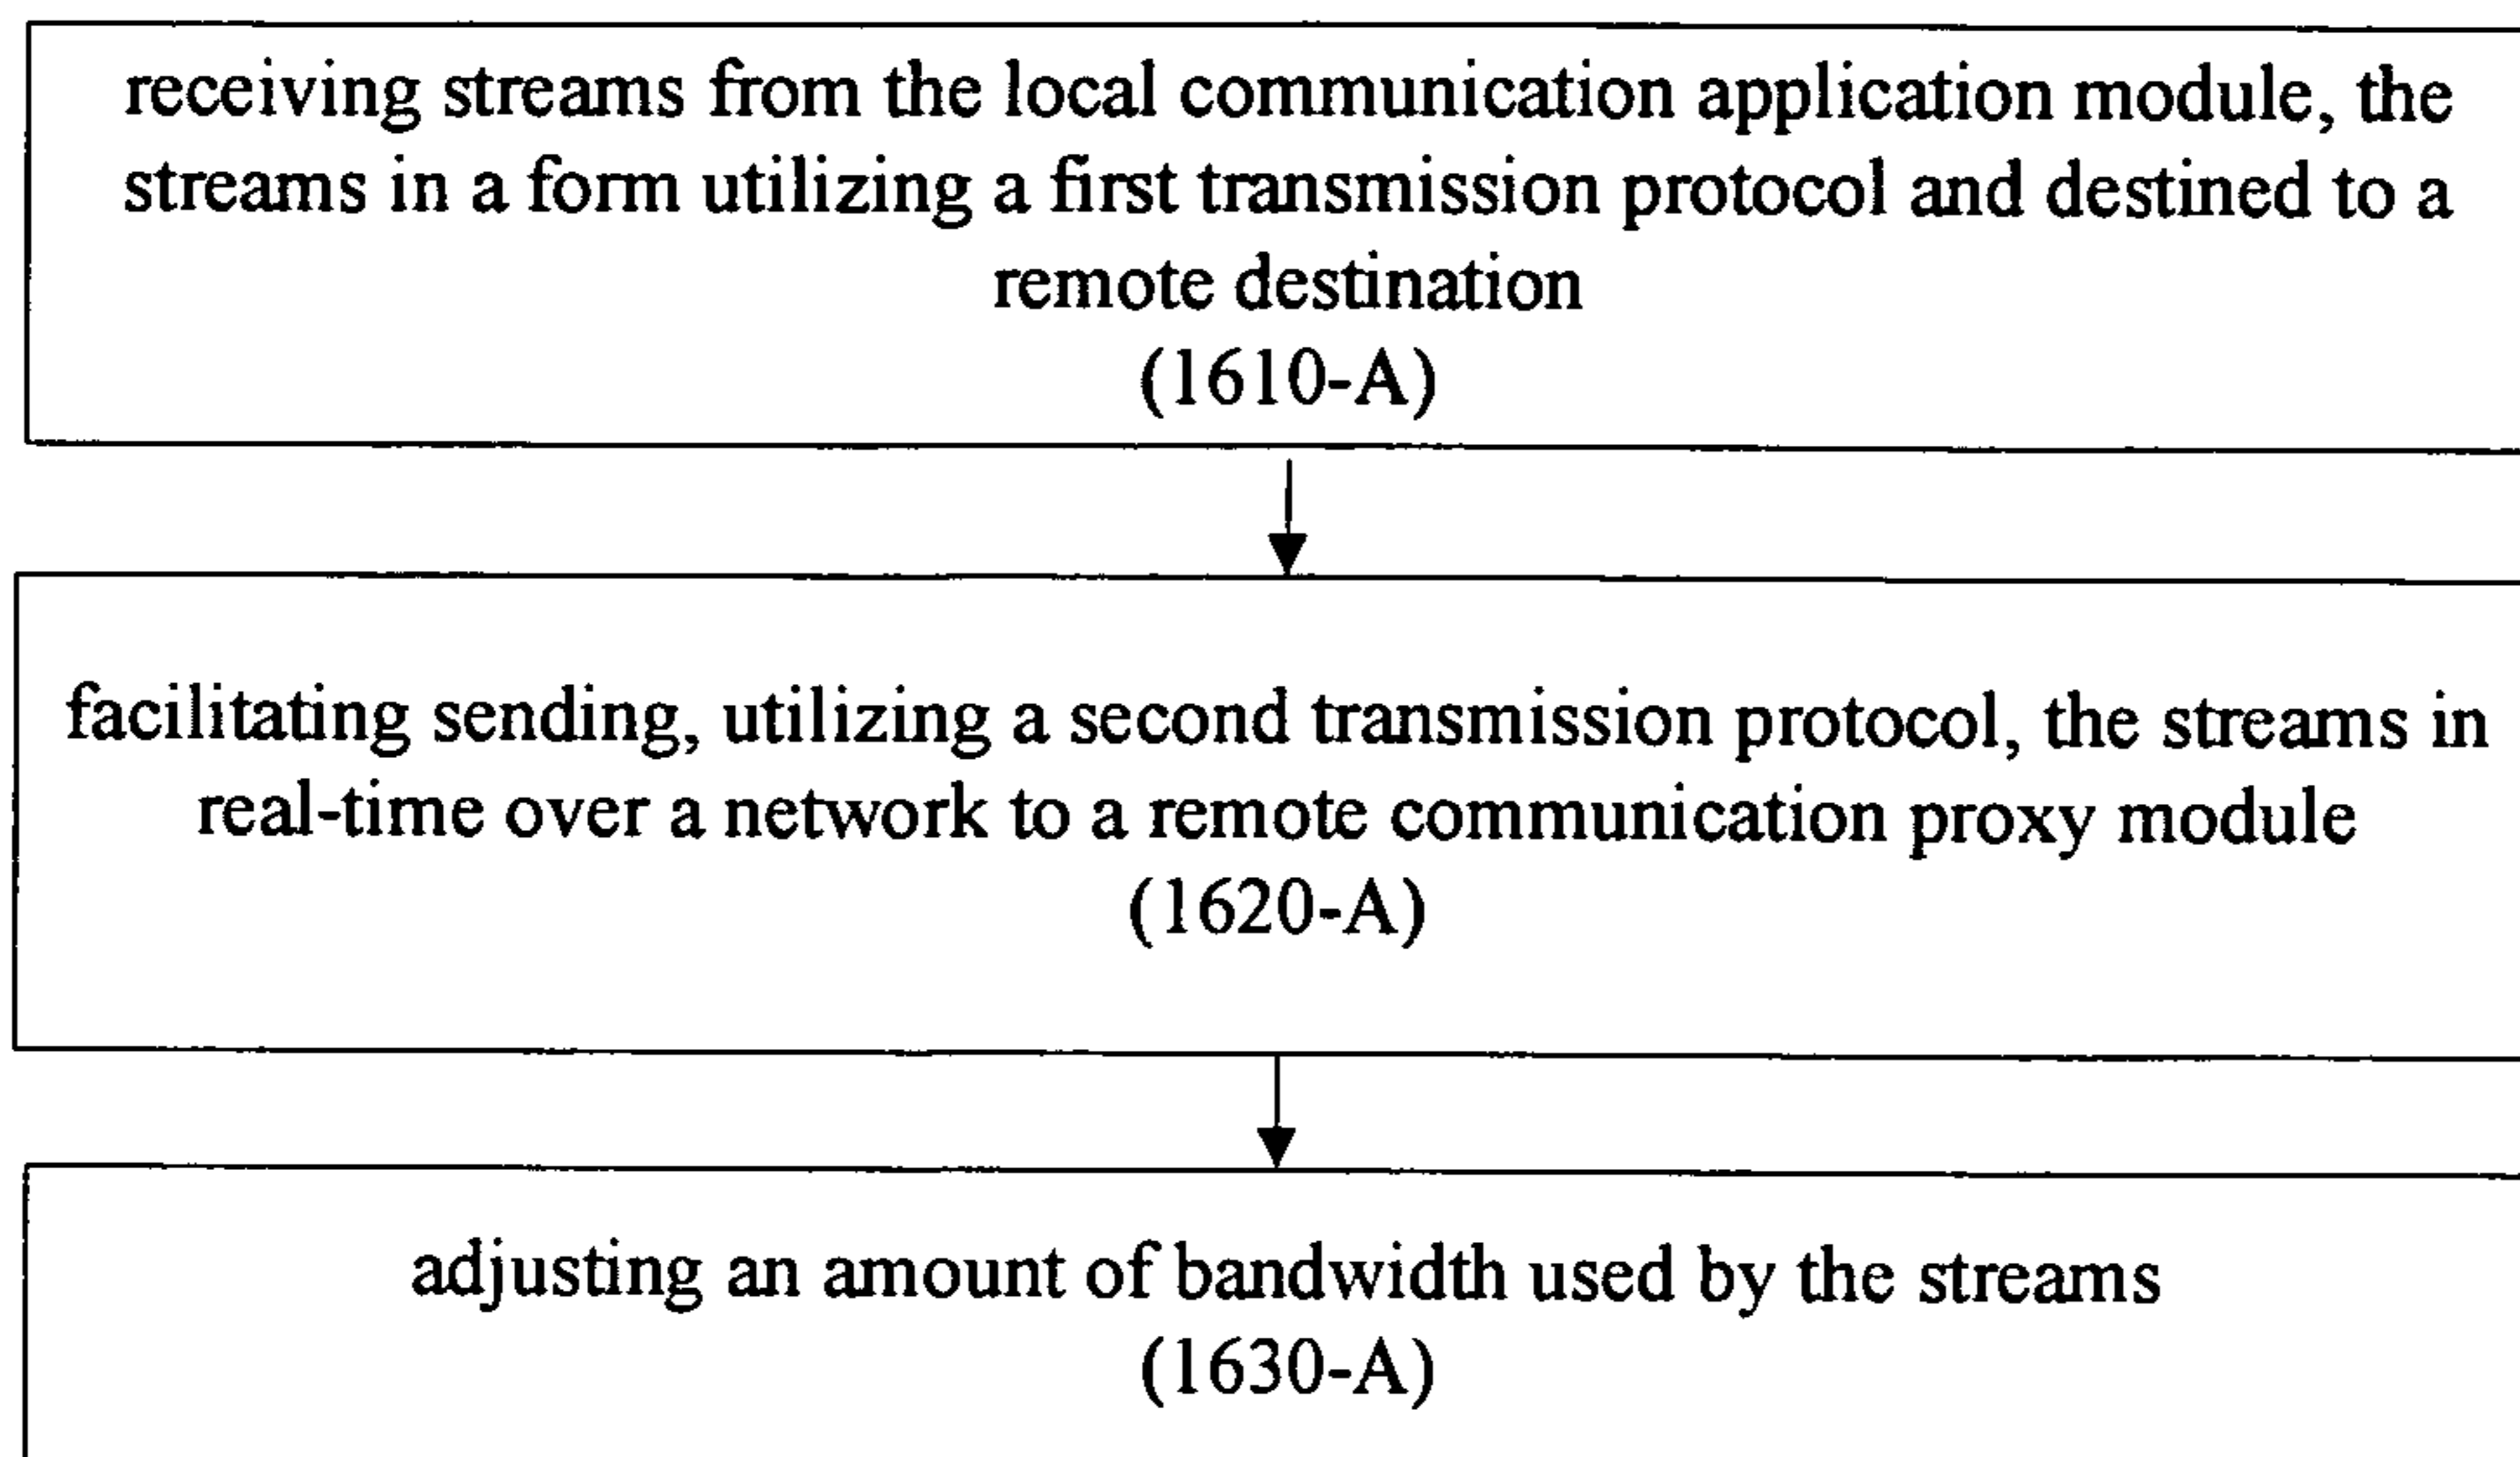 receiving streams from the local communication application module, the
streams in a form utilizing a first transmission protocol and destined to a
remote destination
(1610-A)
facilitating sending, utilizing a second transmission protocol, the streams in
real-time over a network to a remote communication proxy module
(1620-A)
adjusting an amount of bandwidth used by the streams
(1630-A)